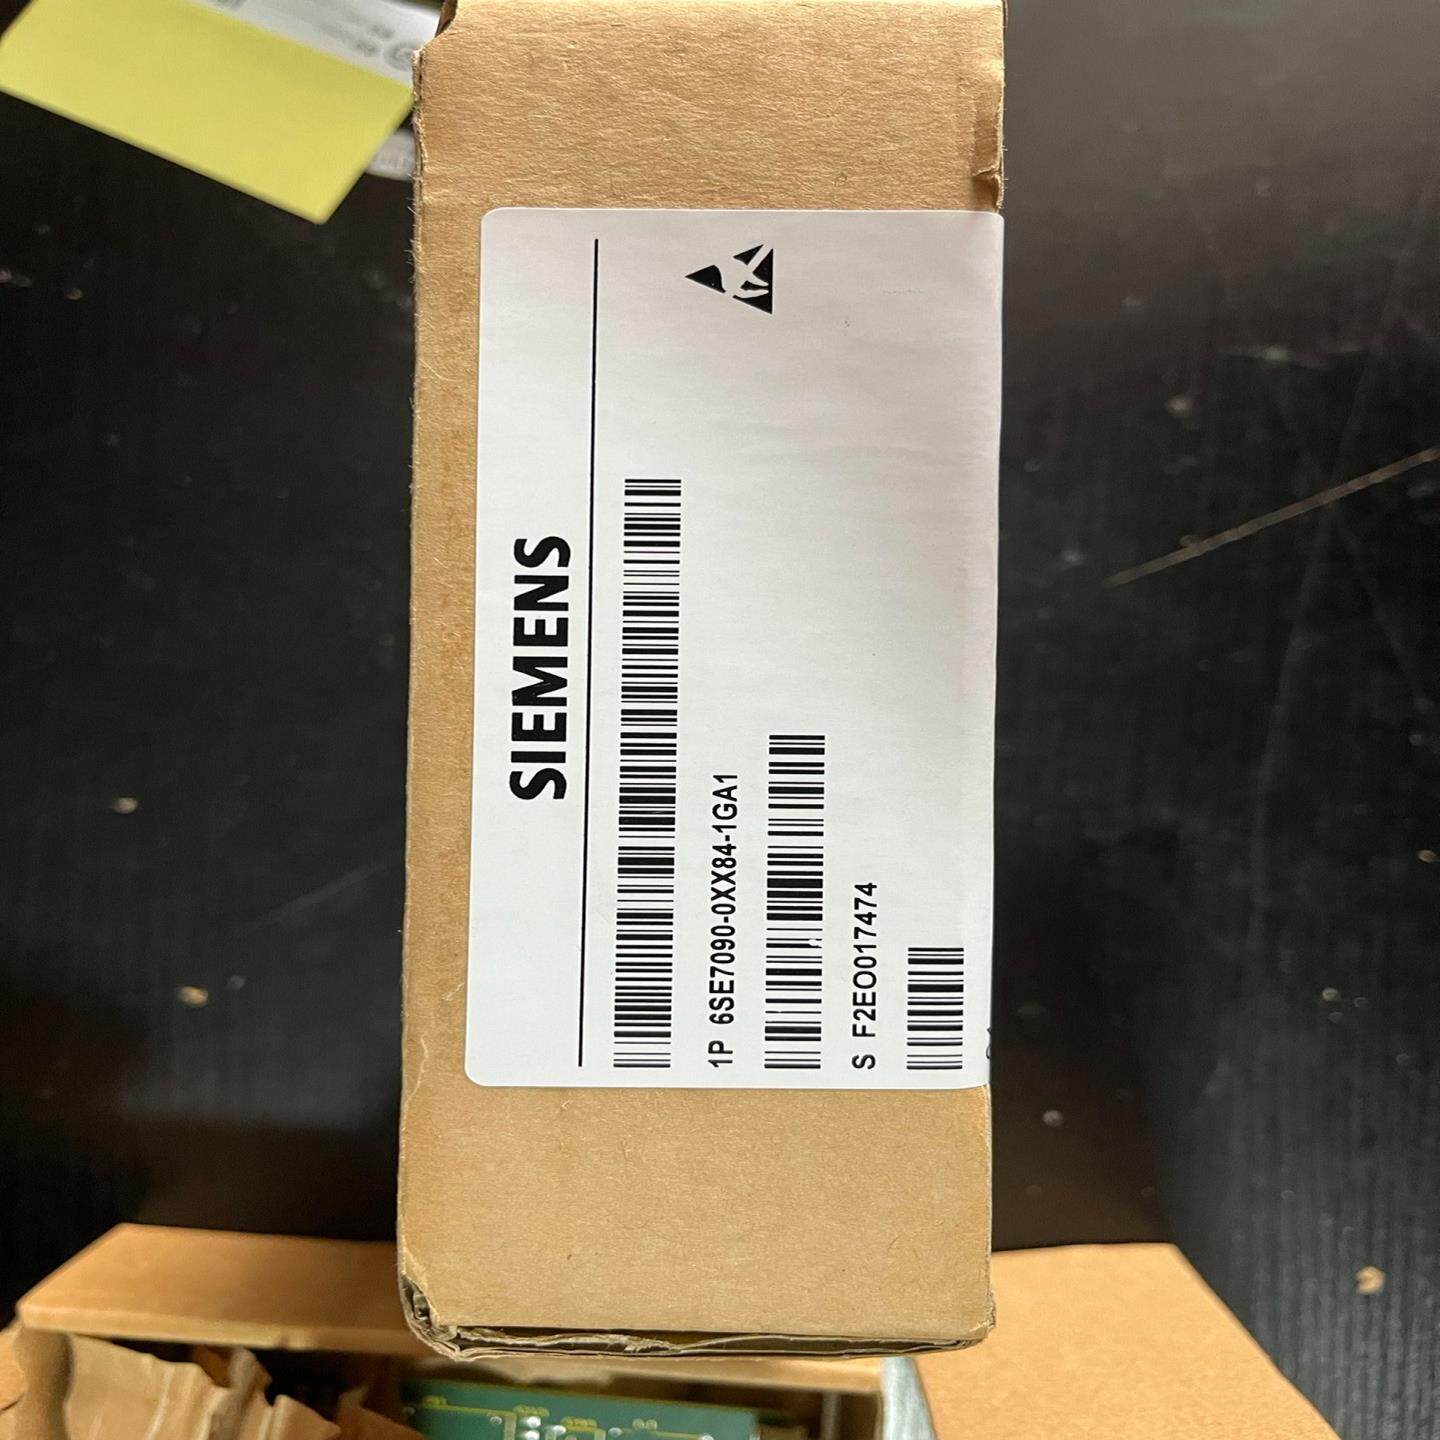 SIEMENS
1P 6SE7090-0XX84-1GA1
S F2EO017474